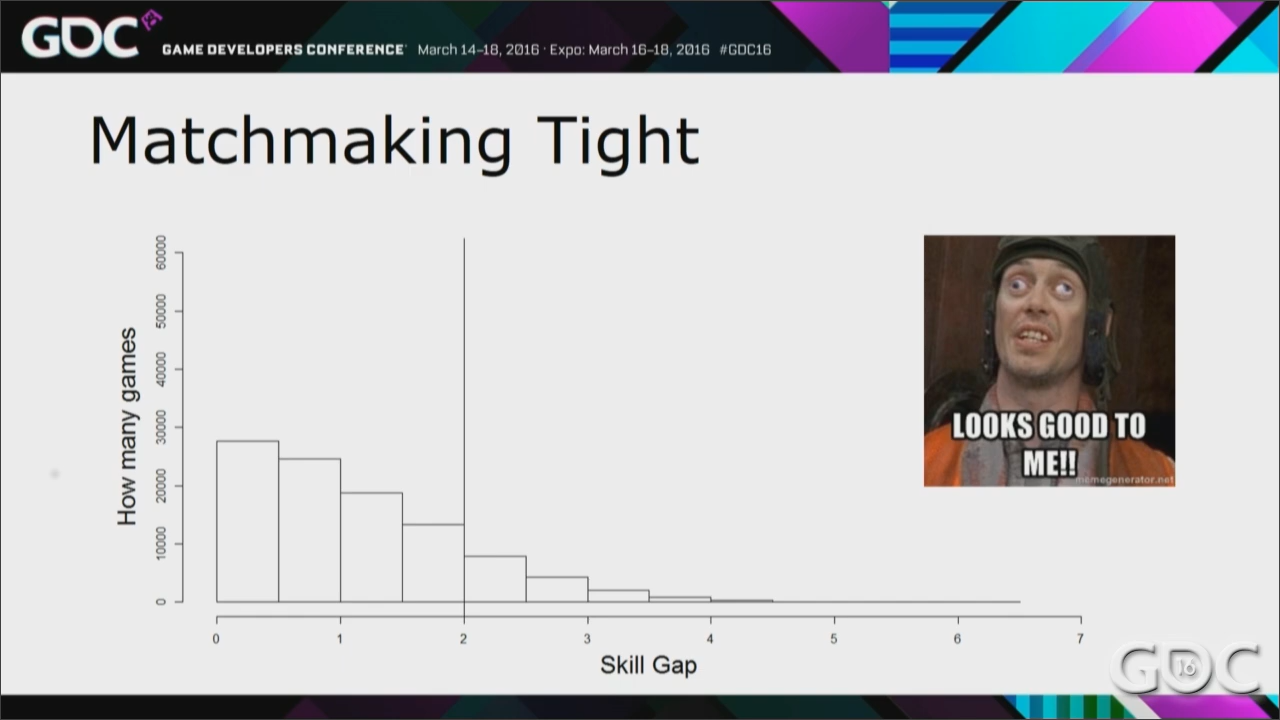 GDC
GAME DEVELOPERS CONFERENCE March 14–18, 2016 · Expo: March 16–18, 2016 #GDC16
Matchmaking Tight
How many games
60000
50000
40000
30000
20000
10000
0
0 1 2 3 4 5 6 7
Skill Gap
LOOKS GOOD TO
ME!!
memegenerator.net
GDC
16